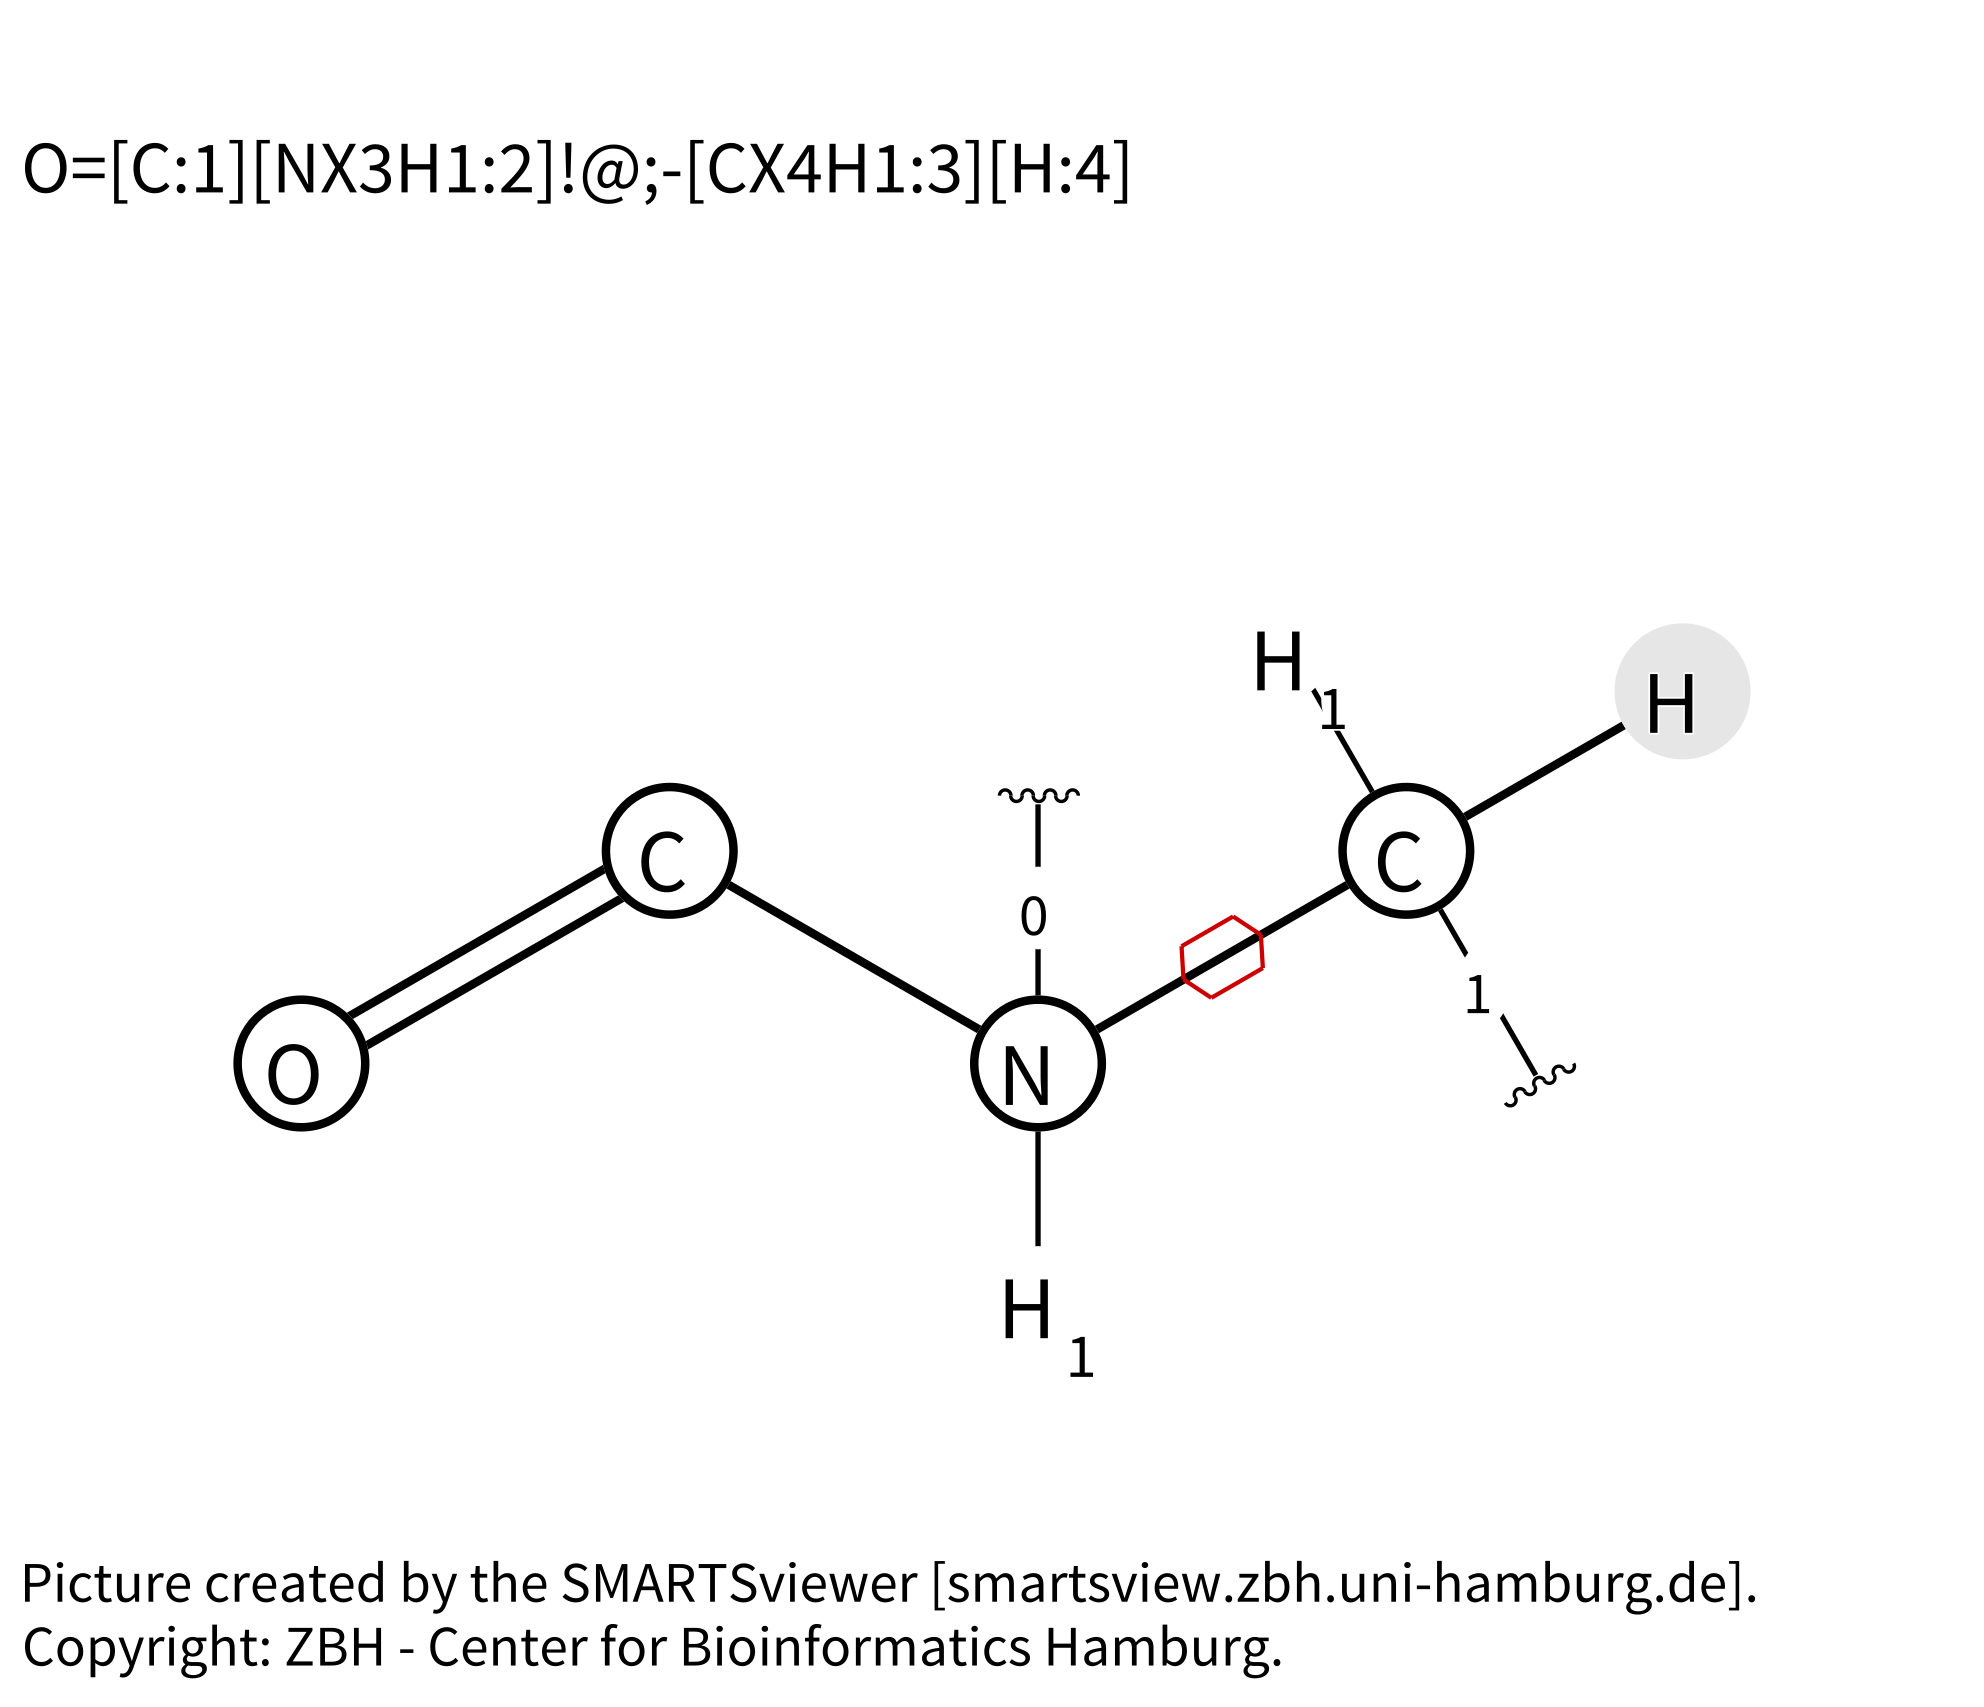 O=[C:1][NX3H1:2]!@;-[CX4H1:3][H:4]
H
1
H
C
C
0
1
O
N
H
1
Picture created by the SMARTSviewer [smartsview.zbh.uni-hamburg.de].
Copyright: ZBH - Center for Bioinformatics Hamburg.